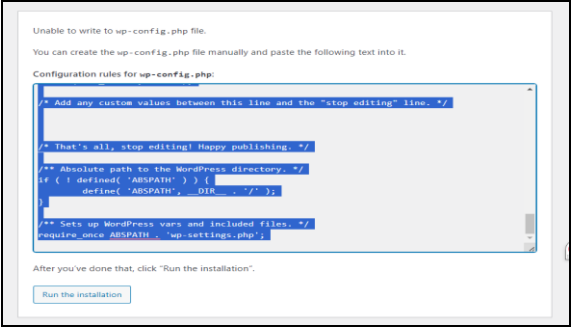 Unable to write to wp-config.php file.
You can create the wp-config.php file manually and paste the following text into it.
Configuration rules for wp-config.php:
/* Add any custom values between this line and the "stop editing" line. */
/* That's all, stop editing! Happy publishing. */
/** Absolute path to the WordPress directory. */
if ( ! defined( 'ABSPATH' ) ) {
define( 'ABSPATH', __DIR__ . '/' );
}
/** Sets up WordPress vars and included files. */
require_once ABSPATH . 'wp-settings.php';
After you've done that, click "Run the installation".
Run the installation